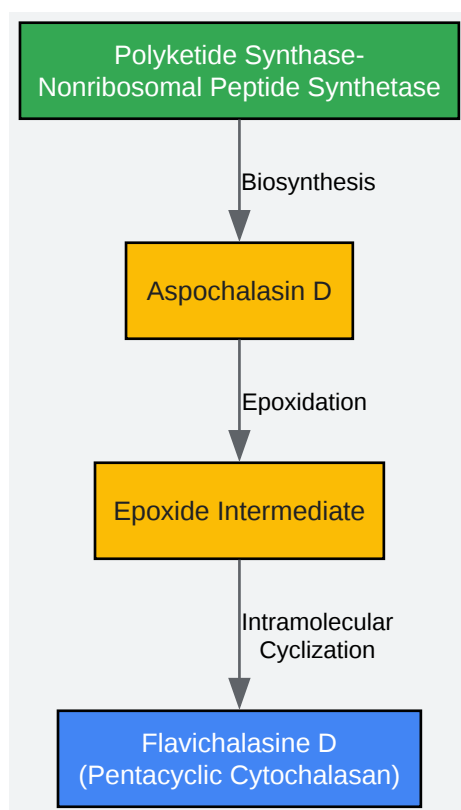 Polyketide Synthase-
Nonribosomal Peptide Synthetase
Biosynthesis
Aspochalasin D
Epoxidation
Epoxide Intermediate
Intramolecular
Cyclization
Flavichalasine D
(Pentacyclic Cytochalasan)